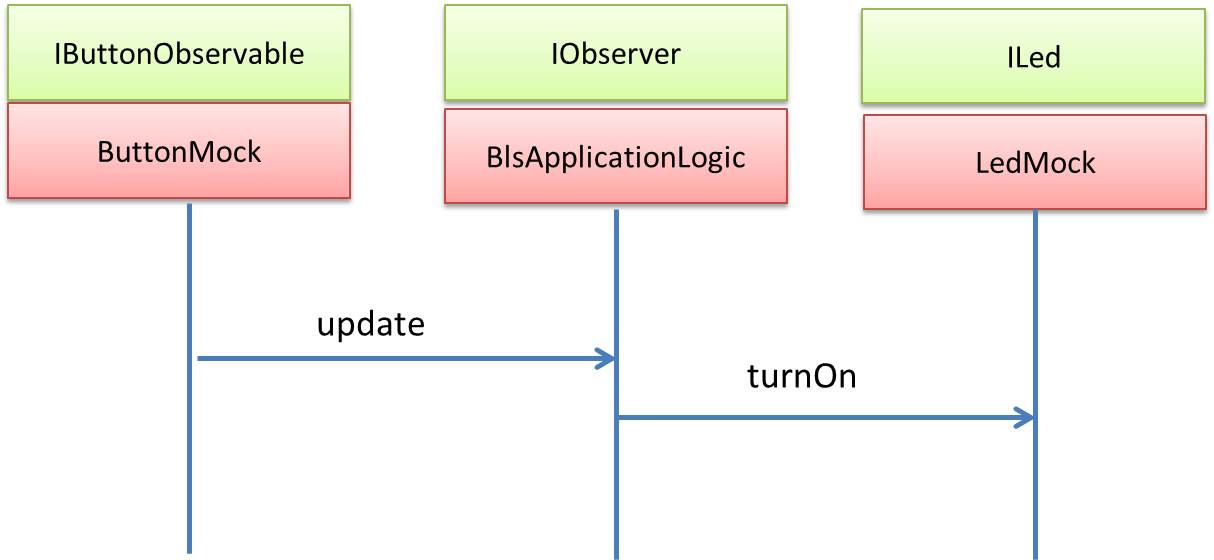 IButtonObservable
IObserver
ILed
ButtonMock
BlsApplicationLogic
LedMock
update
turnOn